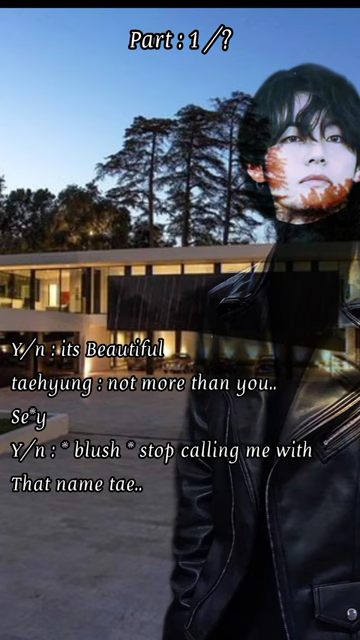 Part : 1 /?
Y/n : its Beautiful
taehyung : not more than you..
Se*y
Y/n : * blush * stop calling me with
That name tae..